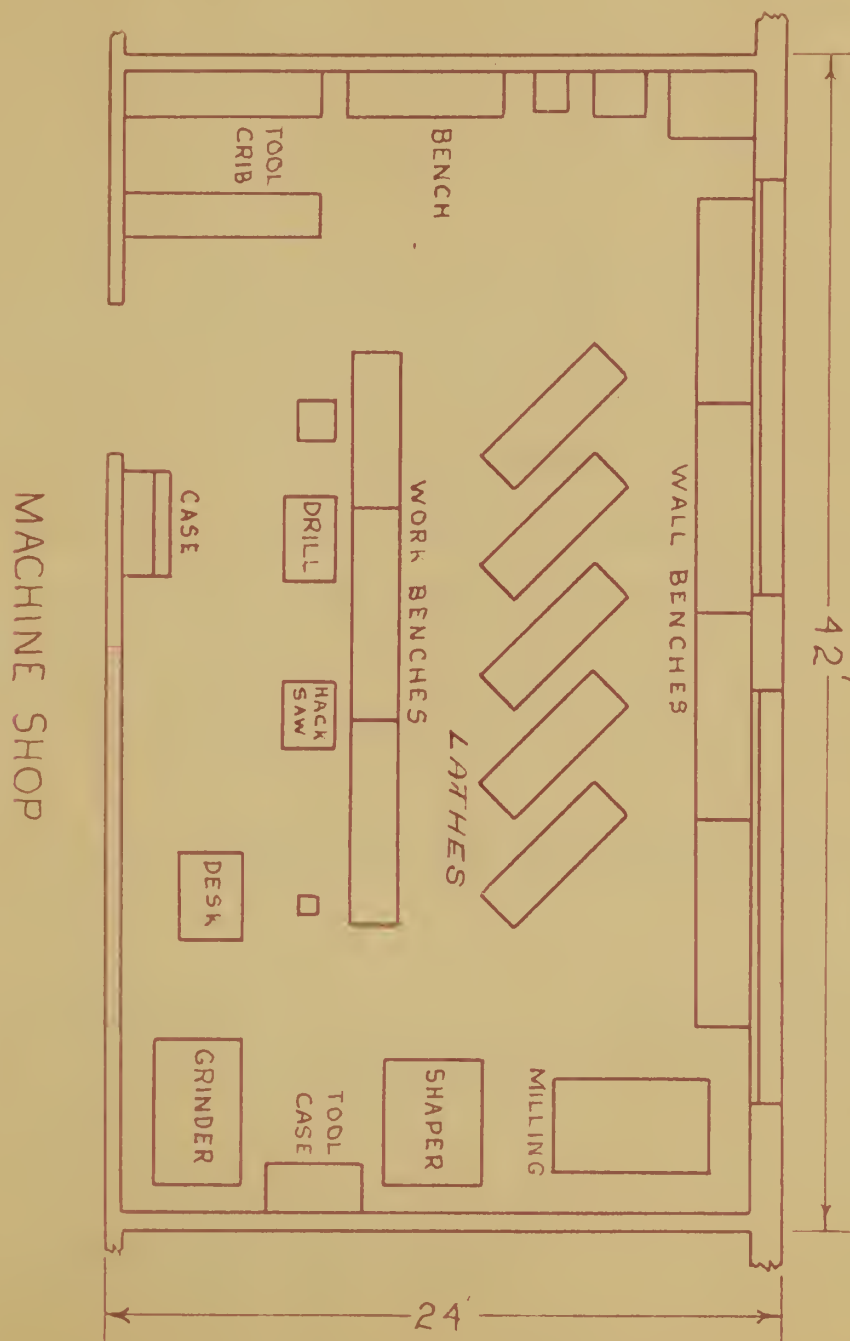 42'
WALL BENCHES
MILLING
LATHES
BENCH
WORK BENCHES
SHAPER
24'
DRILL
HACK
SAW
TOOL
CASE
TOOL
CRIB
DESK
GRINDER
CASE
MACHINE SHOP